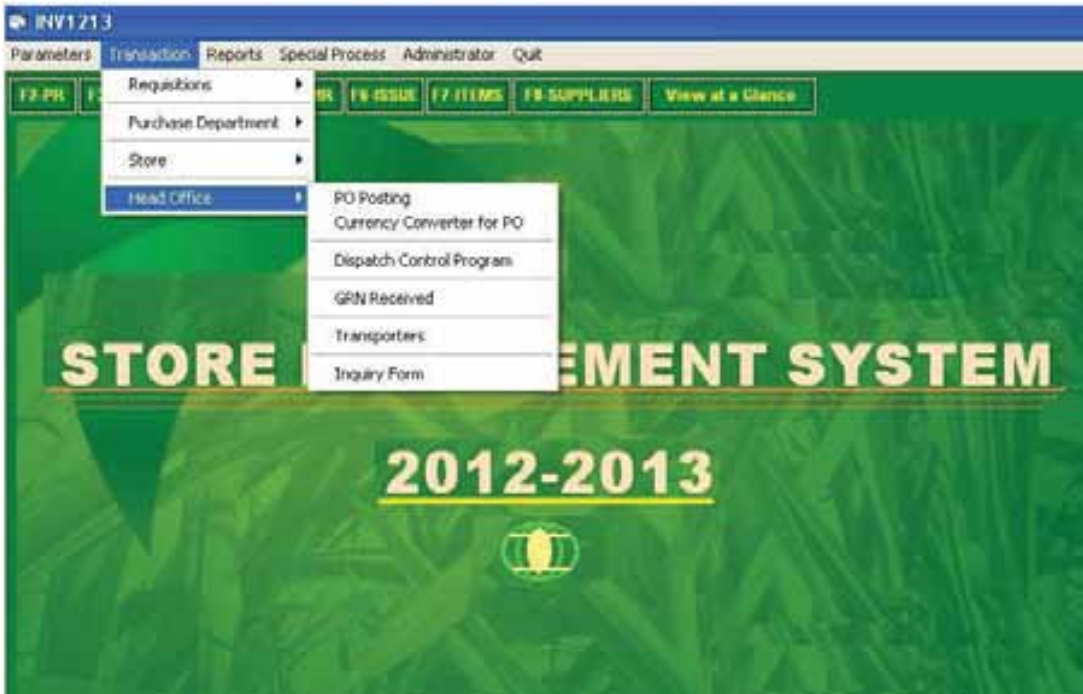 INV1213
Parameters Transaction Reports Special Process Administrator Quit
F2-PR F6-ISSUE F7-ITEMS F8-SUPPLIERS View at a Glance
Requisitions
Purchase Department
Store
Head Office
PO Posting
Currency Converter for PO
Dispatch Control Program
GRN Received
Transporters
Inquiry Form
STORE EMENT SYSTEM
2012-2013